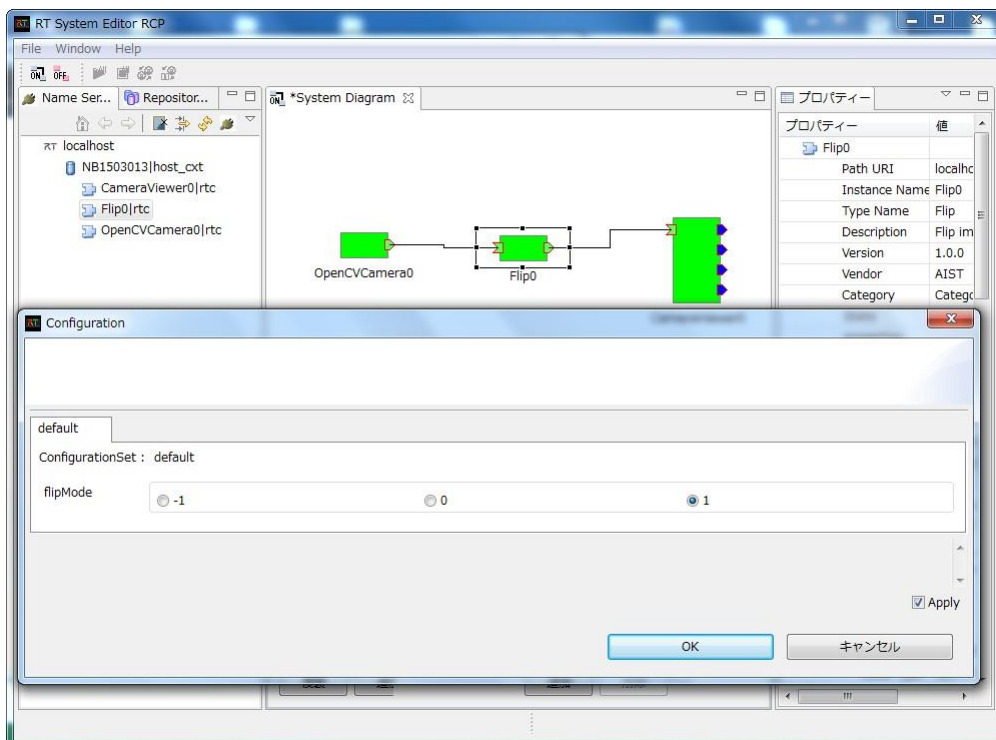 RT System Editor RCP
File Window Help
ON OFF
Name Ser... Repositor...
*System Diagram
プロパティー
RT localhost
NB1503013|host_cxt
CameraViewer0|rtc
Flip0|rtc
OpenCVCamera0|rtc
OpenCVCamera0
Flip0
プロパティー 値
Flip0
Path URI localhc
Instance Name Flip0
Type Name Flip
Description Flip im
Version 1.0.0
Vendor AIST
Category Catego
RT Configuration
default
ConfigurationSet : default
flipMode
-1
0
1
Apply
OK
キャンセル